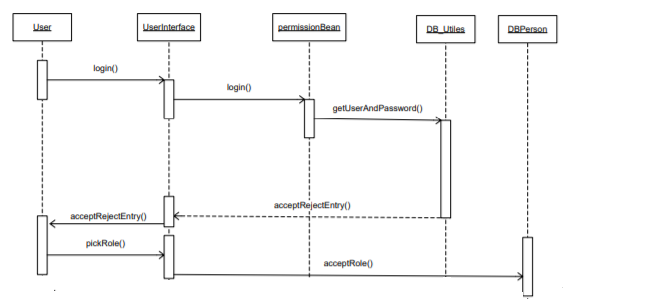 User
UserInterface
permissionBean
DB_Utiles
DBPerson
login()
login()
getUserAndPassword()
acceptRejectEntry()
acceptRejectEntry()
pickRole()
acceptRole()